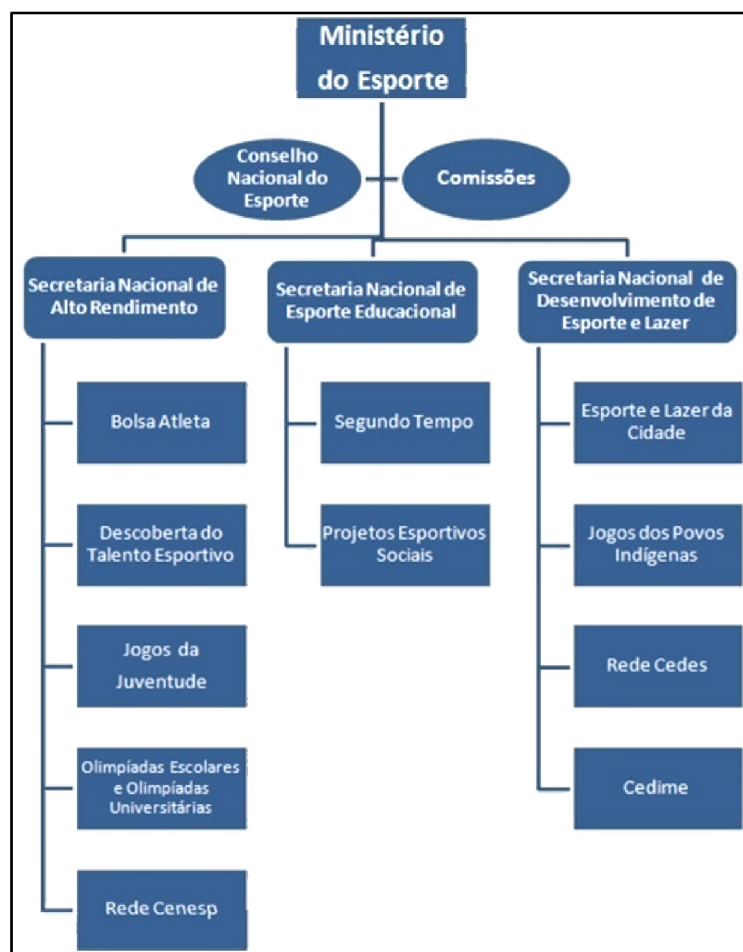 Ministério
do Esporte
Conselho
Nacional do
Esporte
Comissões
Secretaria Nacional de
Alto Rendimento
Secretaria Nacional de
Esporte Educacional
Secretaria Nacional de
Desenvolvimento de
Esporte e Lazer
Bolsa Atleta
Descoberta do
Talento Esportivo
Jogos da
Juventude
Olimpíadas Escolares
e Olimpíadas
Universitárias
Rede Cenesp
Segundo Tempo
Projetos Esportivos
Sociais
Esporte e Lazer da
Cidade
Jogos dos Povos
Indígenas
Rede Cedes
Cedime